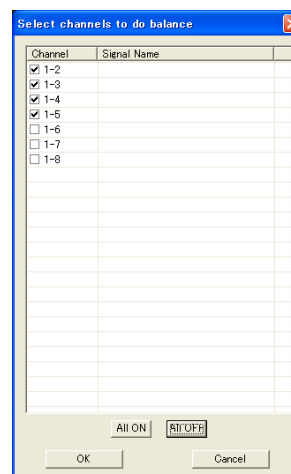 Select channels to do balance
Channel Signal Name
1-2
1-3
1-4
1-5
1-6
1-7
1-8
All ON All OFF
OK Cancel